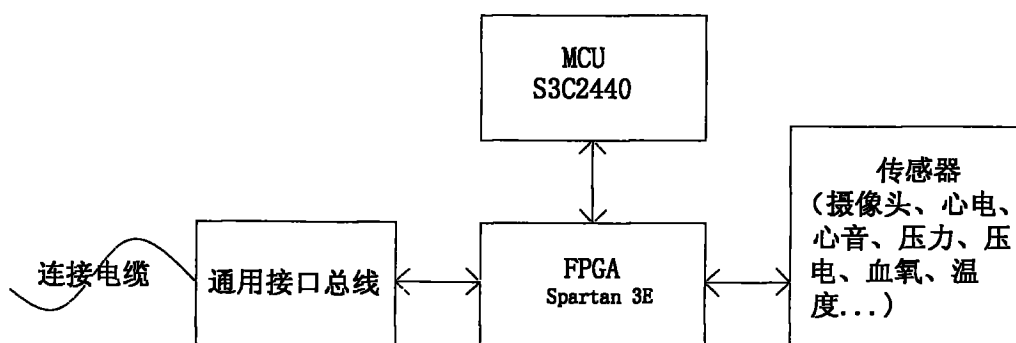 MCU
S3C2440
传感器
(摄像头、心电、
心音、压力、压
电、血氧、温
度...)
连接电缆
通用接口总线
FPGA
Spartan 3E